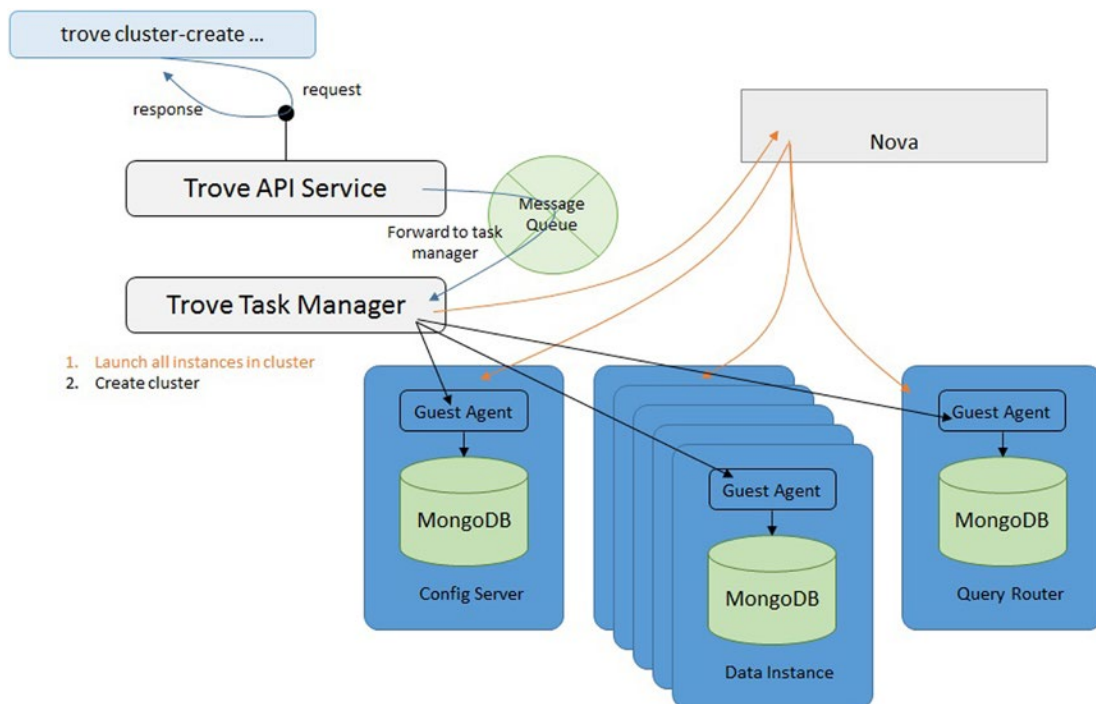 trove cluster-create ...
request
response
Nova
Trove API Service
Message
Queue
Forward to task
manager
Trove Task Manager
1. Launch all instances in cluster
2. Create cluster
Guest Agent
MongoDB
Config Server
Guest Agent
MongoDB
Data Instance
Guest Agent
MongoDB
Query Router